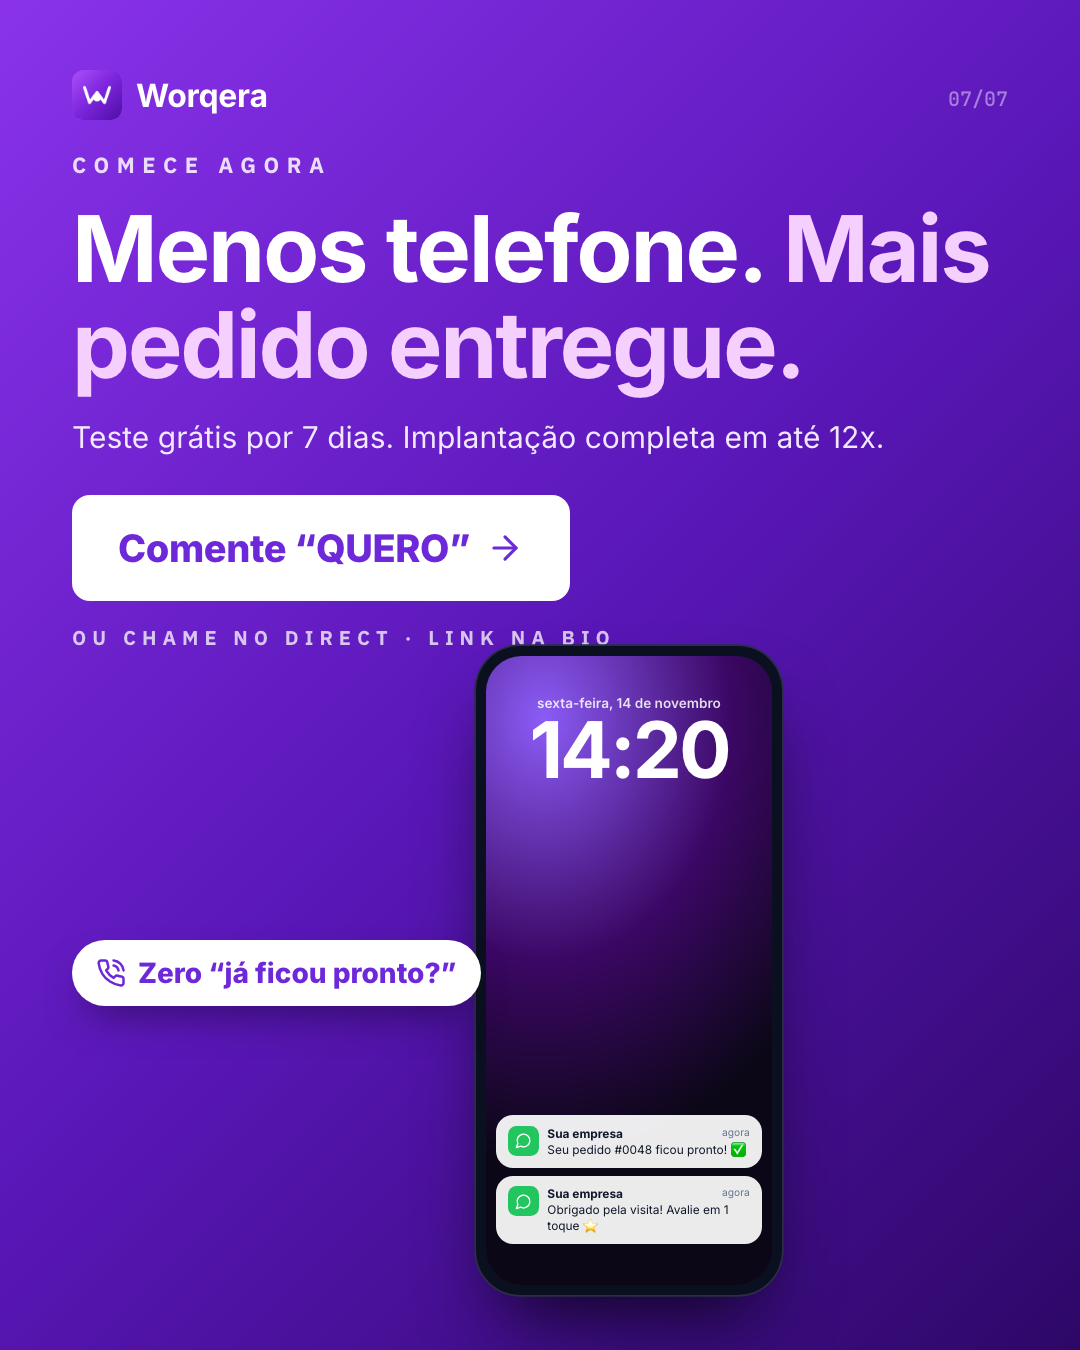 Worqera
07/07
COMECE AGORA
Menos telefone. Mais
pedido entregue.
Teste grátis por 7 dias. Implantação completa em até 12x.
Comente “QUERO” →
OU CHAME NO DIRECT · LINK NA BIO
sexta-feira, 14 de novembro
14:20
Zero “já ficou pronto?”
Sua empresa
agora
Seu pedido #0048 ficou pronto! ✅
Sua empresa
agora
Obrigado pela visita! Avalie em 1
toque ⭐